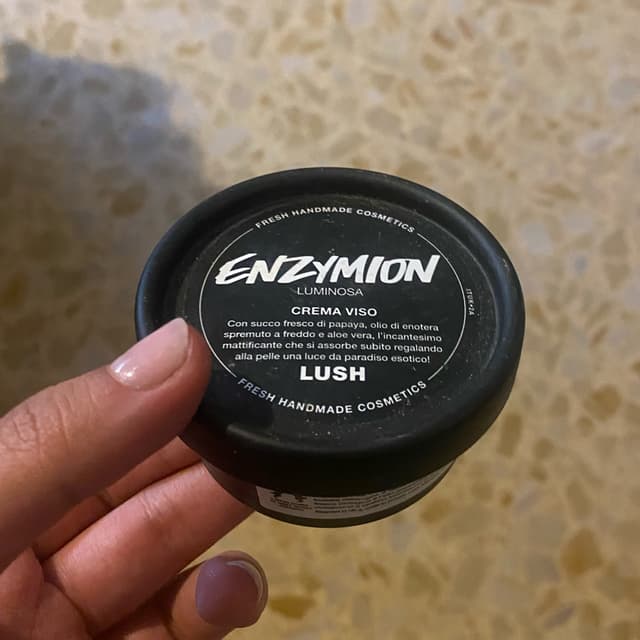 FRESH HANDMADE COSMETICS
ENZYMION
LUMINOSA
CREMA VISO
Con succo fresco di papaya, olio di enotera
spremuto a freddo e aloe vera, l'incantesimo
mattificante che si assorbe subito regalando
alla pelle una luce da paradiso esotico!
LUSH
FRESH HANDMADE COSMETICS